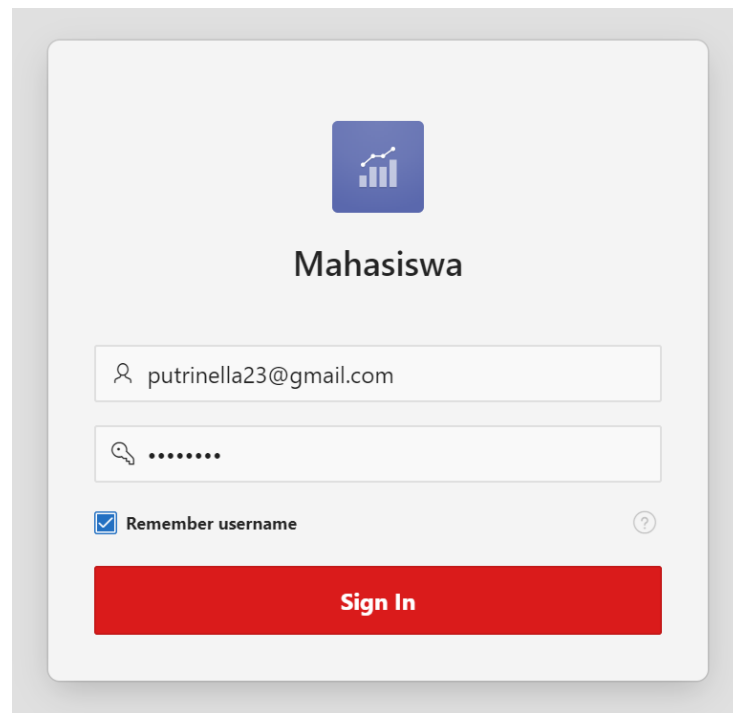 Mahasiswa
putrinella23@gmail.com
••••••••
Remember username
?
Sign In